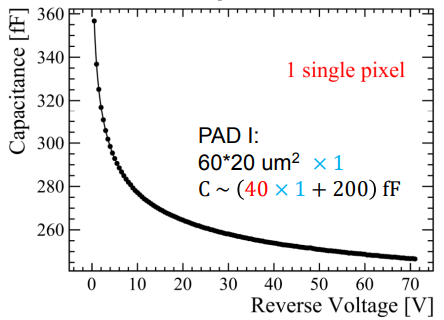 Capacitance [fF]
360
340
320
300
280
260
1 single pixel
PAD I:
60*20 um² × 1
C ~ (40 × 1 + 200) fF
0 10 20 30 40 50 60 70
Reverse Voltage [V]